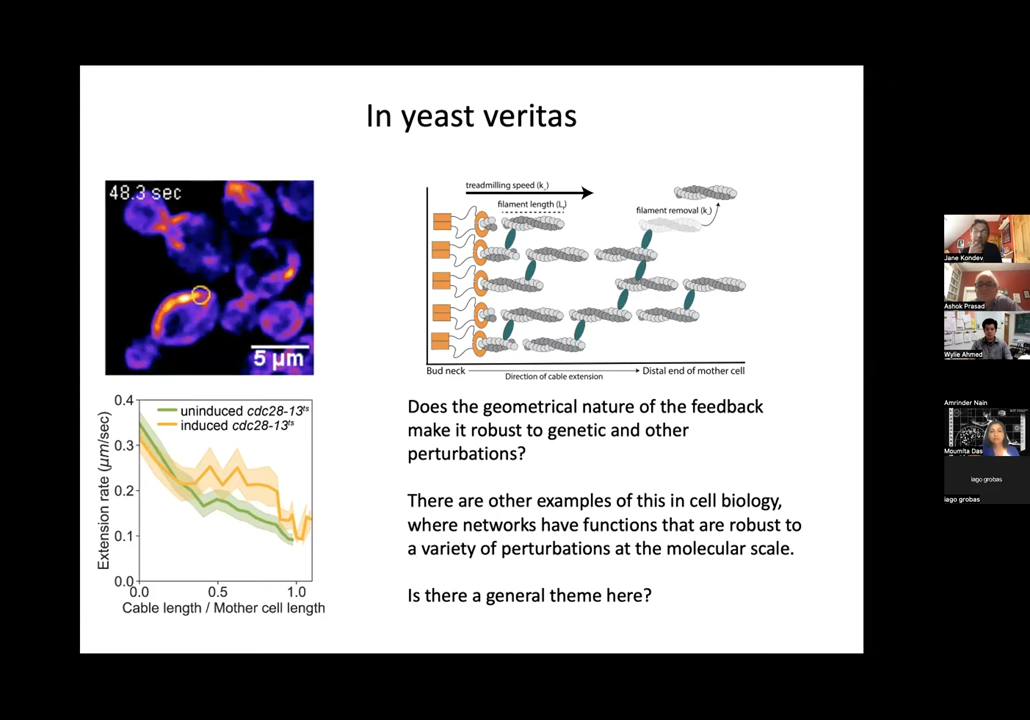 In yeast veritas
48.3 sec
5 μm
treadmilling speed (k₊)
filament length (Lf)
filament removal (k₋)
Bud neck
Direction of cable extension
Distal end of mother cell
0.4
0.3
0.2
0.1
0.0
Extension rate (μm/sec)
uninduced cdc28-13ᵗˢ
induced cdc28-13ᵗˢ
0.0 0.5 1.0
Cable length / Mother cell length
Does the geometrical nature of the feedback
make it robust to genetic and other
perturbations?
There are other examples of this in cell biology,
where networks have functions that are robust to
a variety of perturbations at the molecular scale.
Is there a general theme here?
Jane Kondev
Ashok Prasad
Wylie Ahmed
Amrinder Nain
Moumita Das
iago grobas
iago grobas